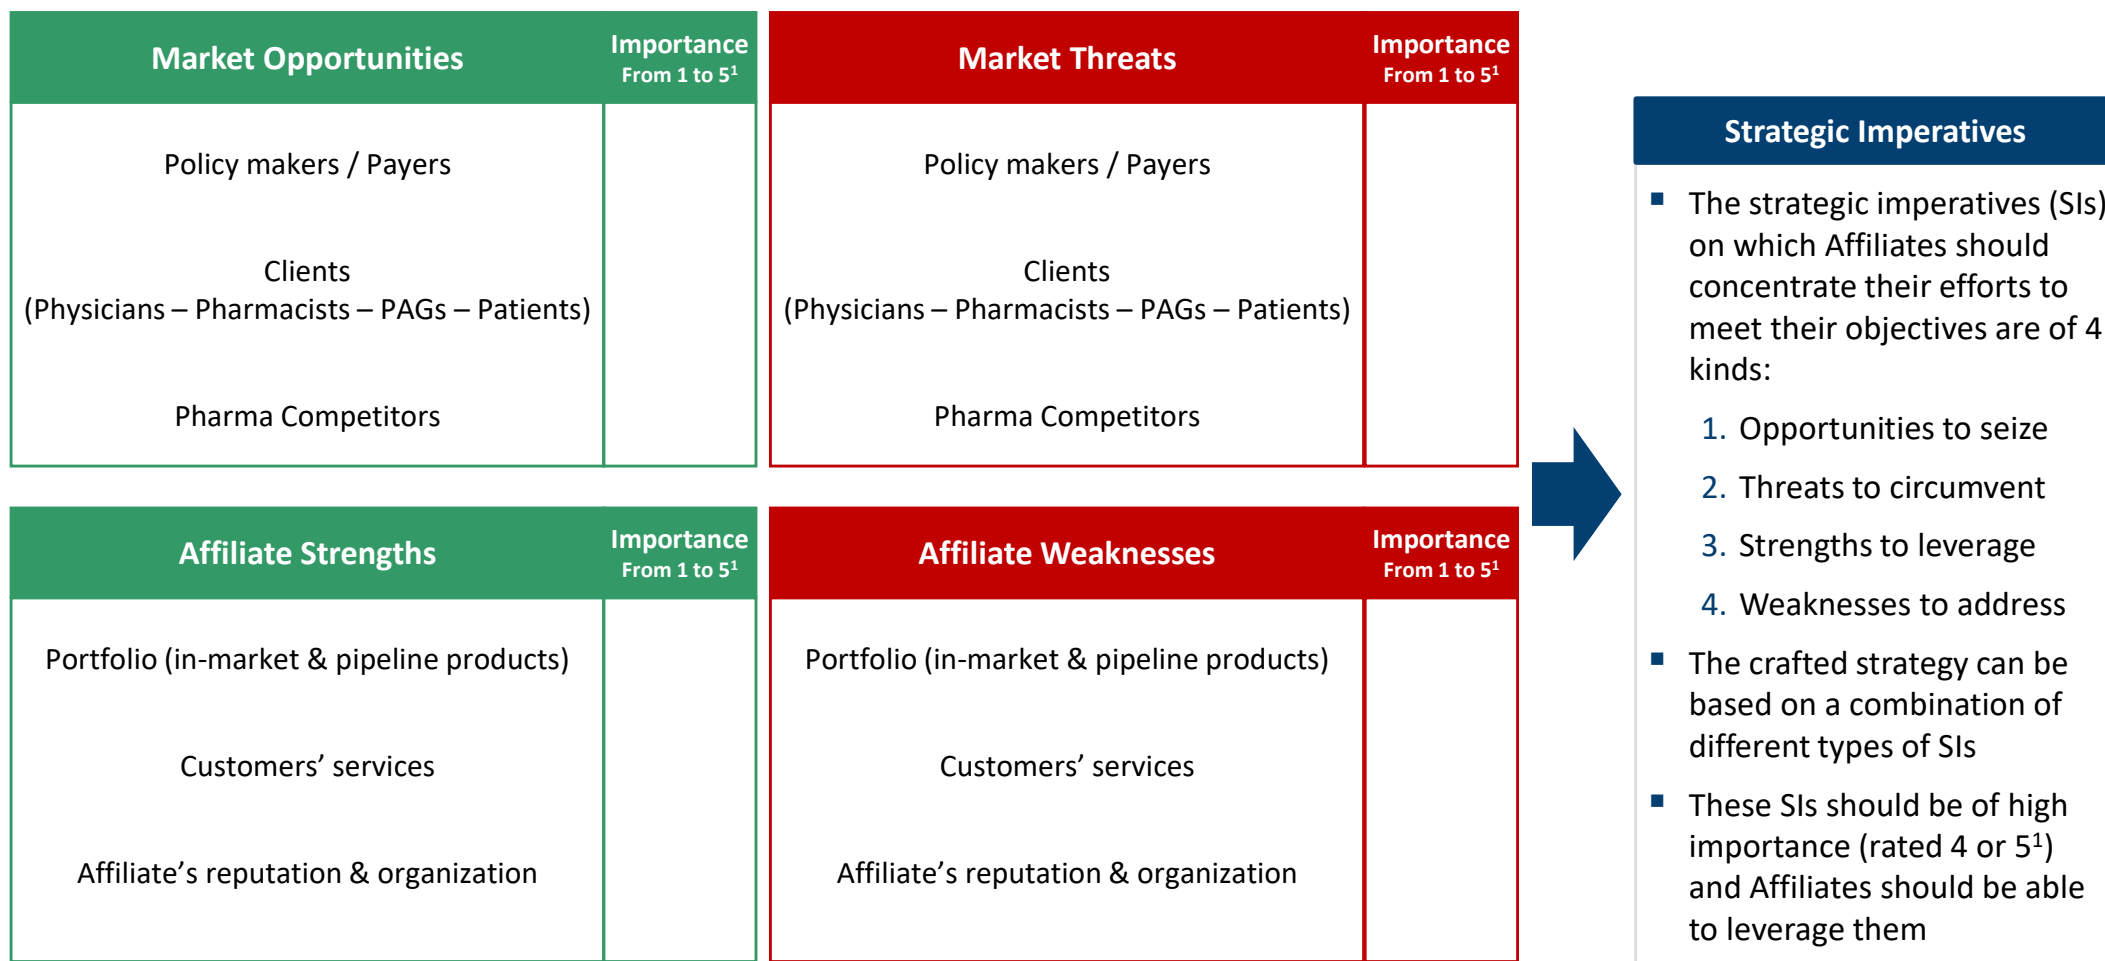 Market Opportunities
Importance
From 1 to 5¹
Policy makers / Payers
Clients
(Physicians – Pharmacists – PAGs – Patients)
Pharma Competitors
Market Threats
Importance
From 1 to 5¹
Policy makers / Payers
Clients
(Physicians – Pharmacists – PAGs – Patients)
Pharma Competitors
Affiliate Strengths
Importance
From 1 to 5¹
Portfolio (in-market & pipeline products)
Customers’ services
Affiliate’s reputation & organization
Affiliate Weaknesses
Importance
From 1 to 5¹
Portfolio (in-market & pipeline products)
Customers’ services
Affiliate’s reputation & organization
Strategic Imperatives
▪ The strategic imperatives (SIs)
on which Affiliates should
concentrate their efforts to
meet their objectives are of 4
kinds:
1. Opportunities to seize
2. Threats to circumvent
3. Strengths to leverage
4. Weaknesses to address
▪ The crafted strategy can be
based on a combination of
different types of SIs
▪ These SIs should be of high
importance (rated 4 or 5¹)
and Affiliates should be able
to leverage them